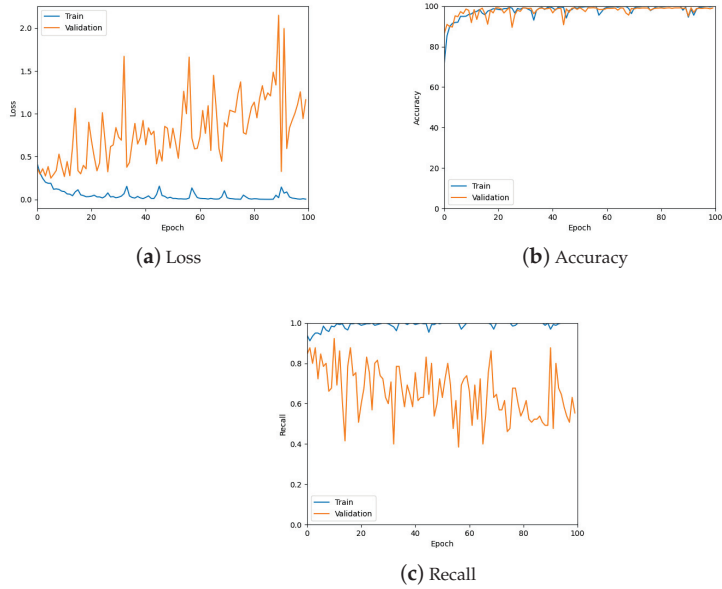 2.0
1.5
1.0
0.5
0.0
Loss
Train
Validation
0 20 40 60 80 100
Epoch
(a) Loss
100
80
60
40
20
0
Accuracy
Train
Validation
0 20 40 60 80 100
Epoch
(b) Accuracy
1.0
0.8
0.6
0.4
0.2
0.0
Recall
Train
Validation
0 20 40 60 80 100
Epoch
(c) Recall